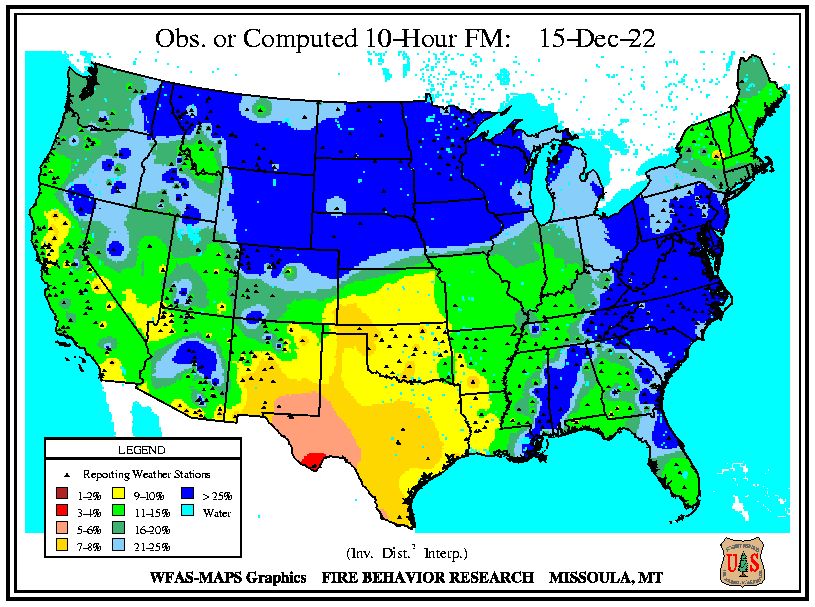 Obs. or Computed 10-Hour FM: 15-Dec-22
LEGEND
Reporting Weather Stations
1-2% 9-10% > 25%
3-4% 11-15% Water
5-6% 16-20%
7-8% 21-25%
(Inv. Dist.² Interp.)
WFAS-MAPS Graphics FIRE BEHAVIOR RESEARCH MISSOULA, MT
U S